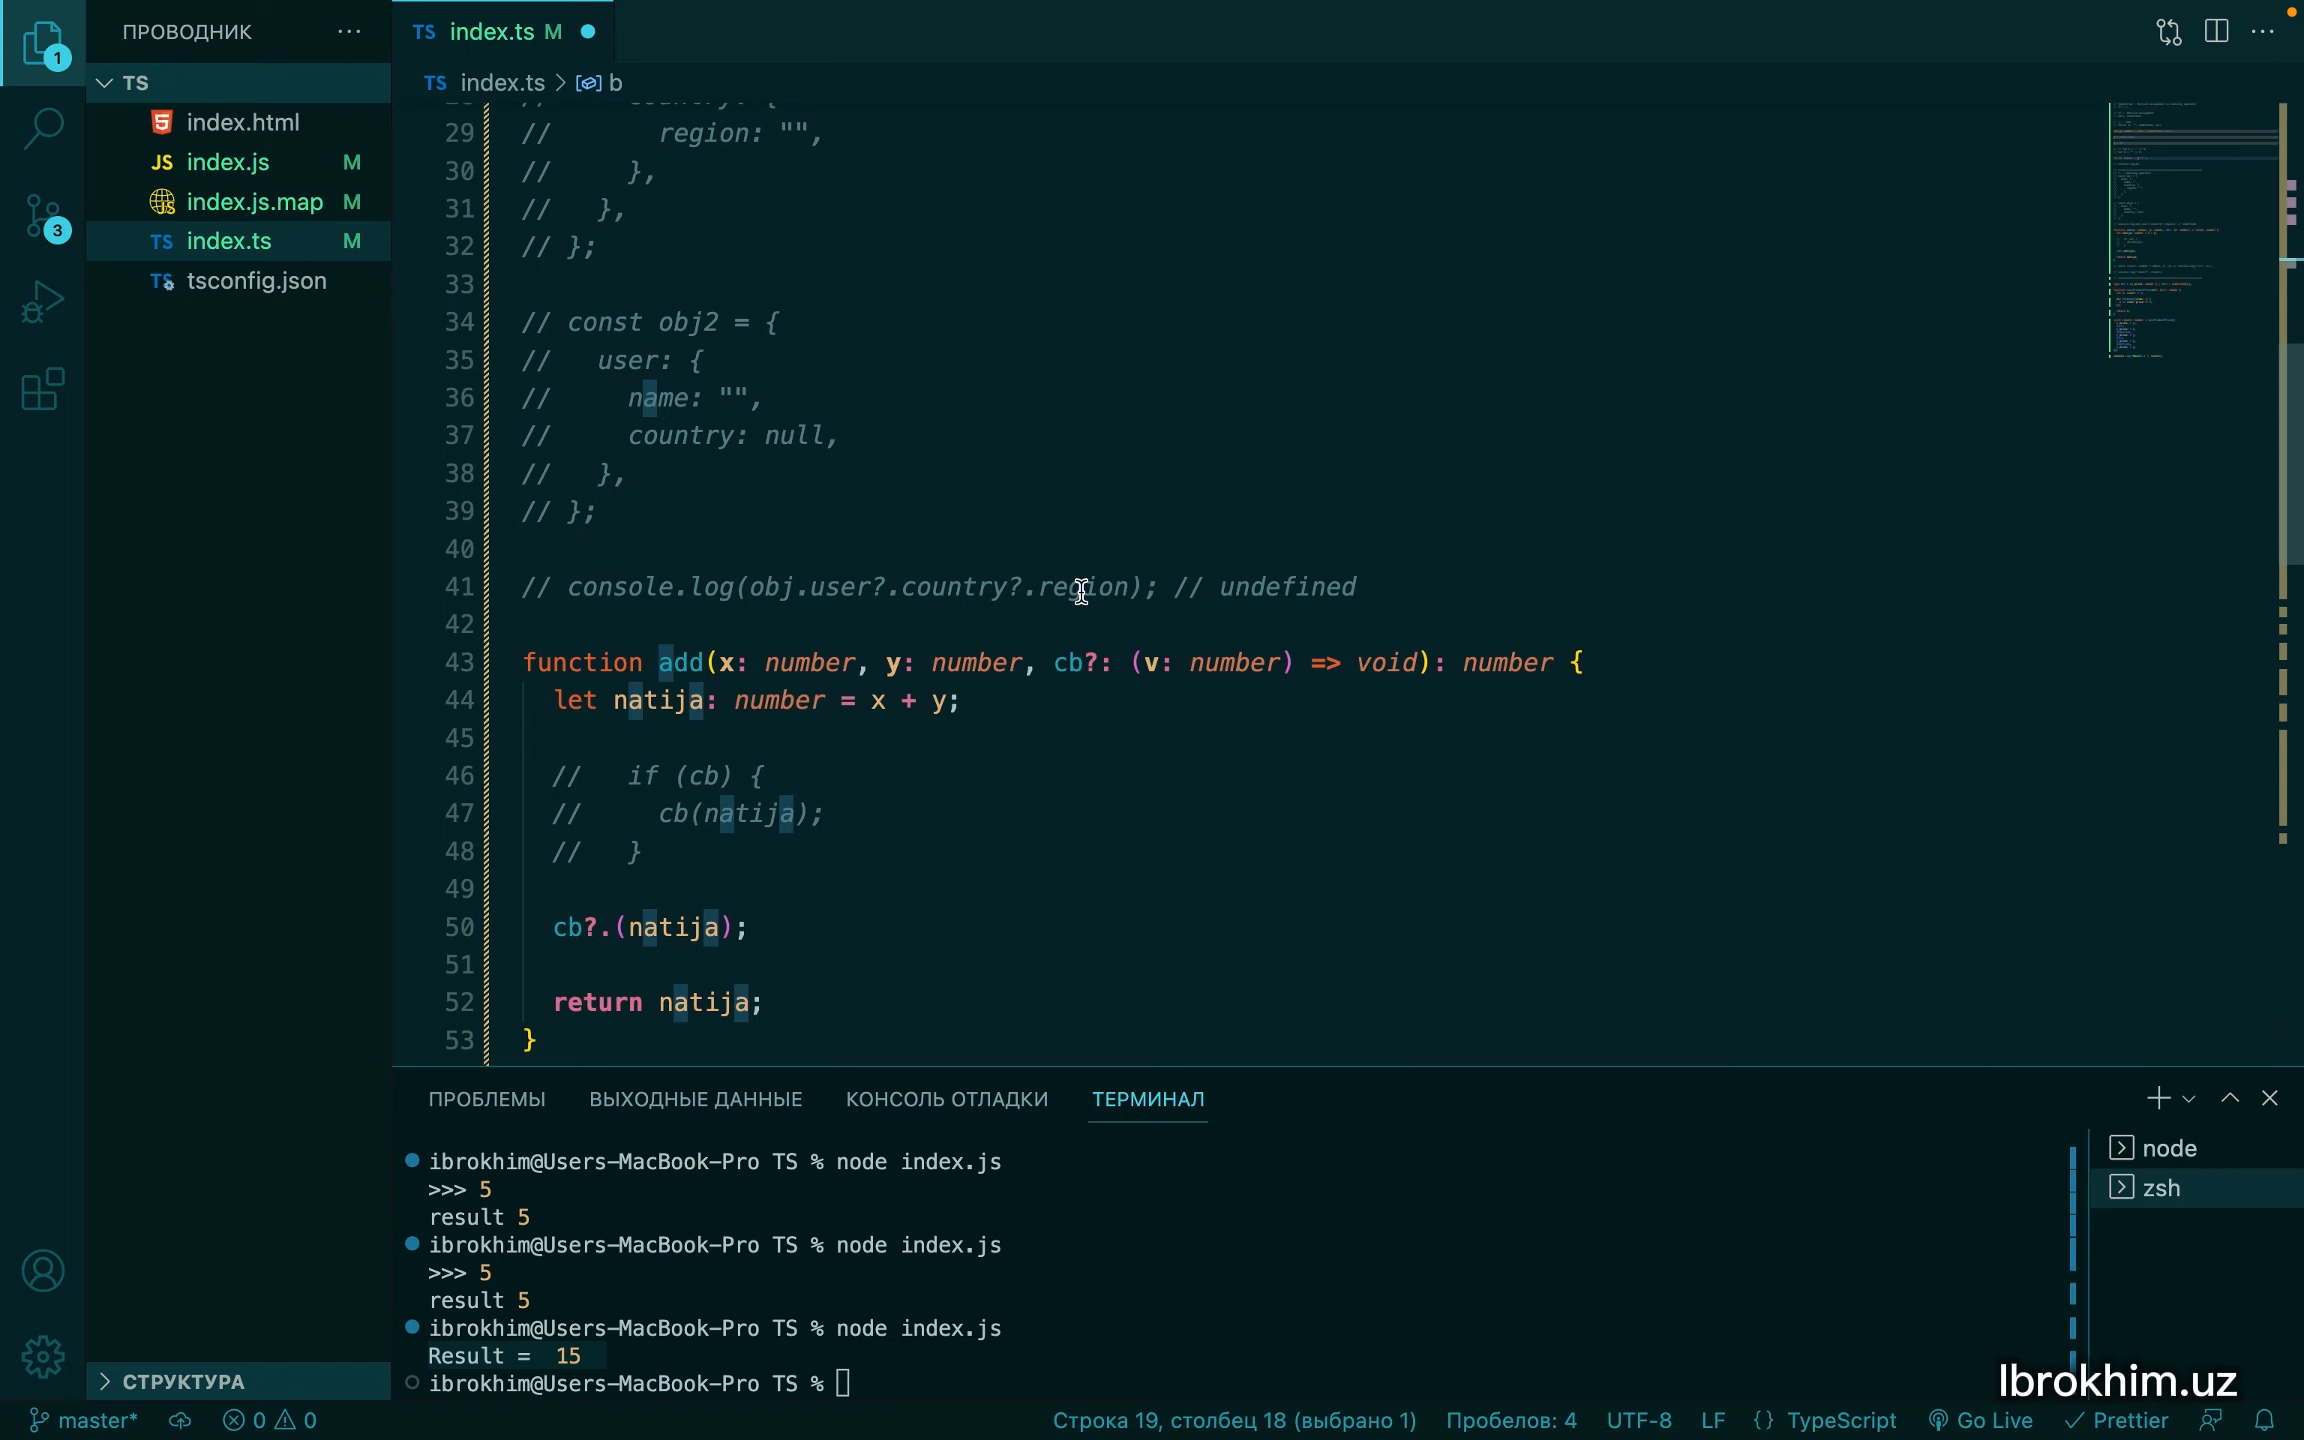 ПРОВОДНИК
TS index.ts M
TS index.ts > b
TS
index.html
JS index.js M
JS index.js.map M
TS index.ts M
TS tsconfig.json
1
3
29 //       region: "",
30 //     },
31 //   },
32 // };
33
34 // const obj2 = {
35 //   user: {
36 //     name: "",
37 //     country: null,
38 //   },
39 // };
40
41 // console.log(obj.user?.country?.region); // undefined
42
43 function add(x: number, y: number, cb?: (v: number) => void): number {
44   let natija: number = x + y;
45
46   //   if (cb) {
47   //     cb(natija);
48   //   }
49
50   cb?.(natija);
51
52   return natija;
53 }
ПРОБЛЕМЫ ВЫХОДНЫЕ ДАННЫЕ КОНСОЛЬ ОТЛАДКИ ТЕРМИНАЛ
ibrokhim@Users-MacBook-Pro TS % node index.js
>>> 5
result 5
ibrokhim@Users-MacBook-Pro TS % node index.js
>>> 5
result 5
ibrokhim@Users-MacBook-Pro TS % node index.js
Result =  15
ibrokhim@Users-MacBook-Pro TS %
node
zsh
Ibrokhim.uz
СТРУКТУРА
master* 0 0 Строка 19, столбец 18 (выбрано 1) Пробелов: 4 UTF-8 LF {} TypeScript Go Live Prettier